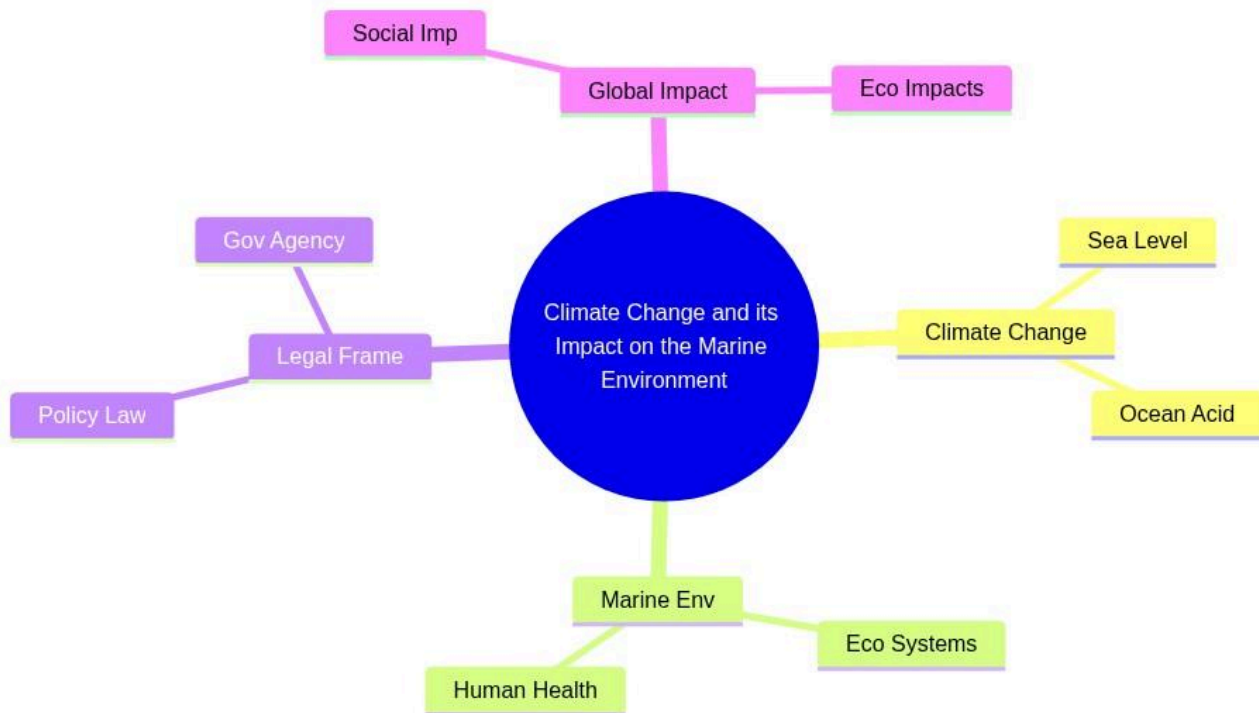 Social Imp
Global Impact
Eco Impacts
Gov Agency
Legal Frame
Policy Law
Climate Change and its
Impact on the Marine
Environment
Sea Level
Climate Change
Ocean Acid
Marine Env
Eco Systems
Human Health